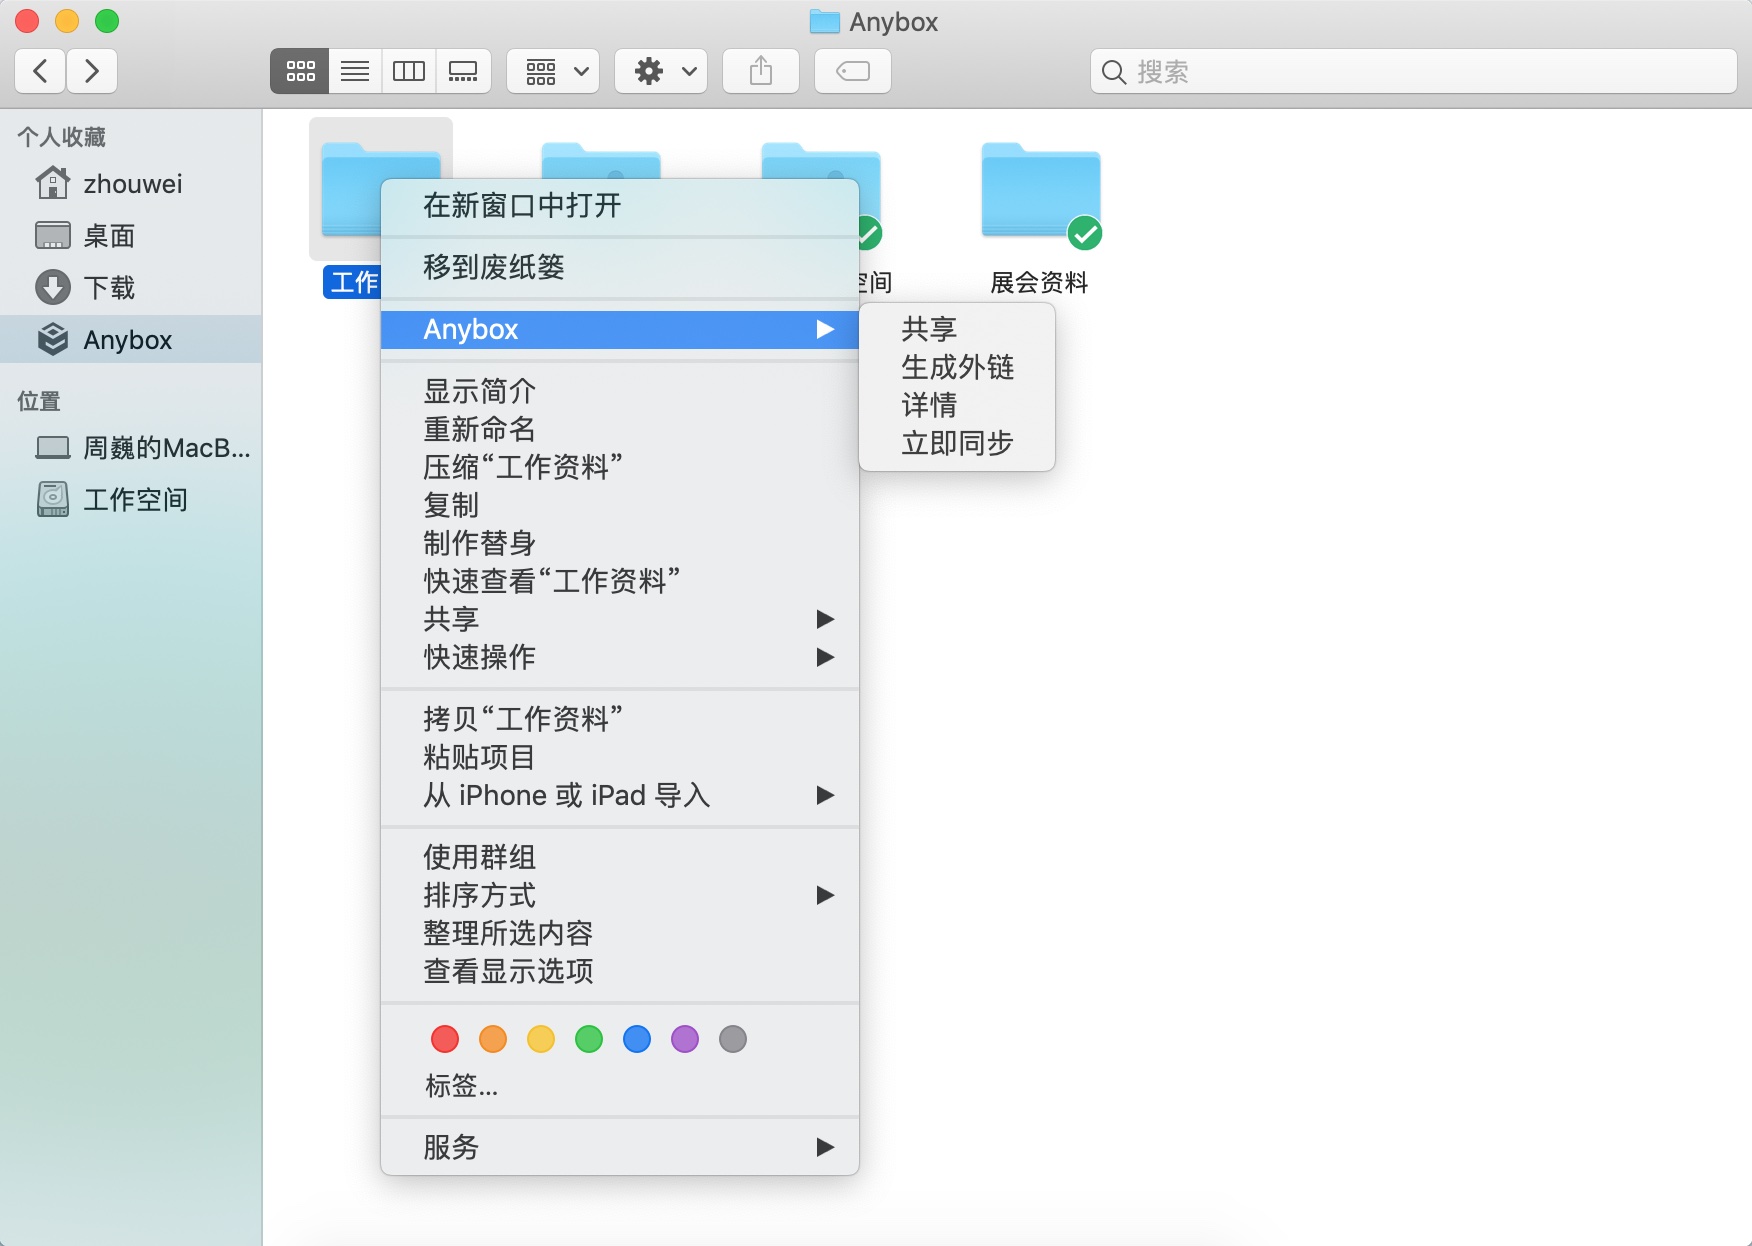 Anybox
搜索
个人收藏
zhouwei
桌面
下载
Anybox
位置
周巍的MacB...
工作空间
工作
空间
展会资料
在新窗口中打开
移到废纸篓
Anybox
显示简介
重新命名
压缩“工作资料”
复制
制作替身
快速查看“工作资料”
共享
快速操作
拷贝“工作资料”
粘贴项目
从 iPhone 或 iPad 导入
使用群组
排序方式
整理所选内容
查看显示选项
标签...
服务
共享
生成外链
详情
立即同步